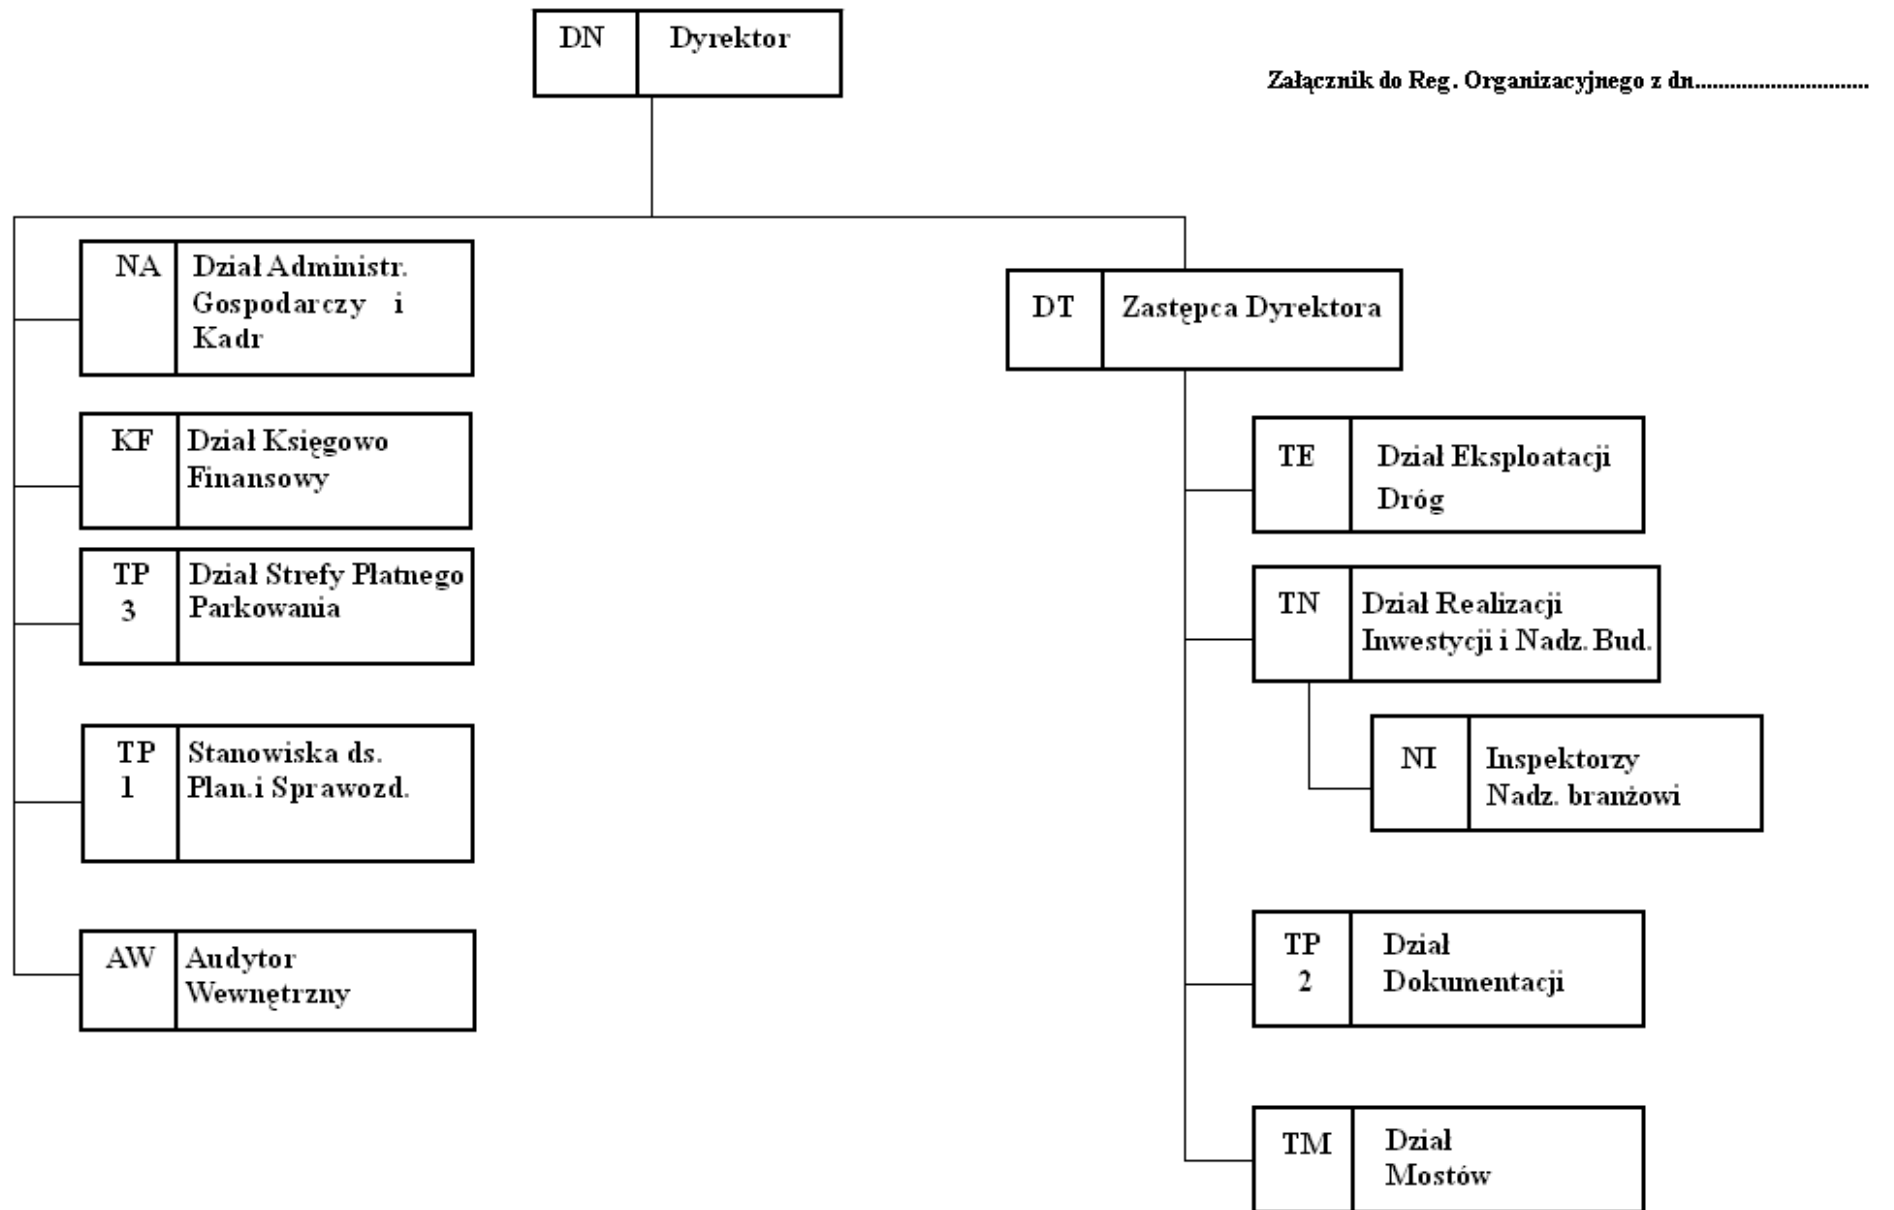 DN Dyrektor
Załącznik do Reg. Organizacyjnego z dn..............................
NA Dział Administr.
Gospodarczy i
Kadr
KF Dział Księgowo
Finansowy
TP Dział Strefy Płatnego
3 Parkowania
TP Stanowiska ds.
1 Plan.i Sprawozd.
AW Audytor
Wewnętrzny
DT Zastępca Dyrektora
TE Dział Eksploatacji
Dróg
TN Dział Realizacji
Inwestycji i Nadz. Bud.
NI Inspektorzy
Nadz. branżowi
TP Dział
2 Dokumentacji
TM Dział
Mostów